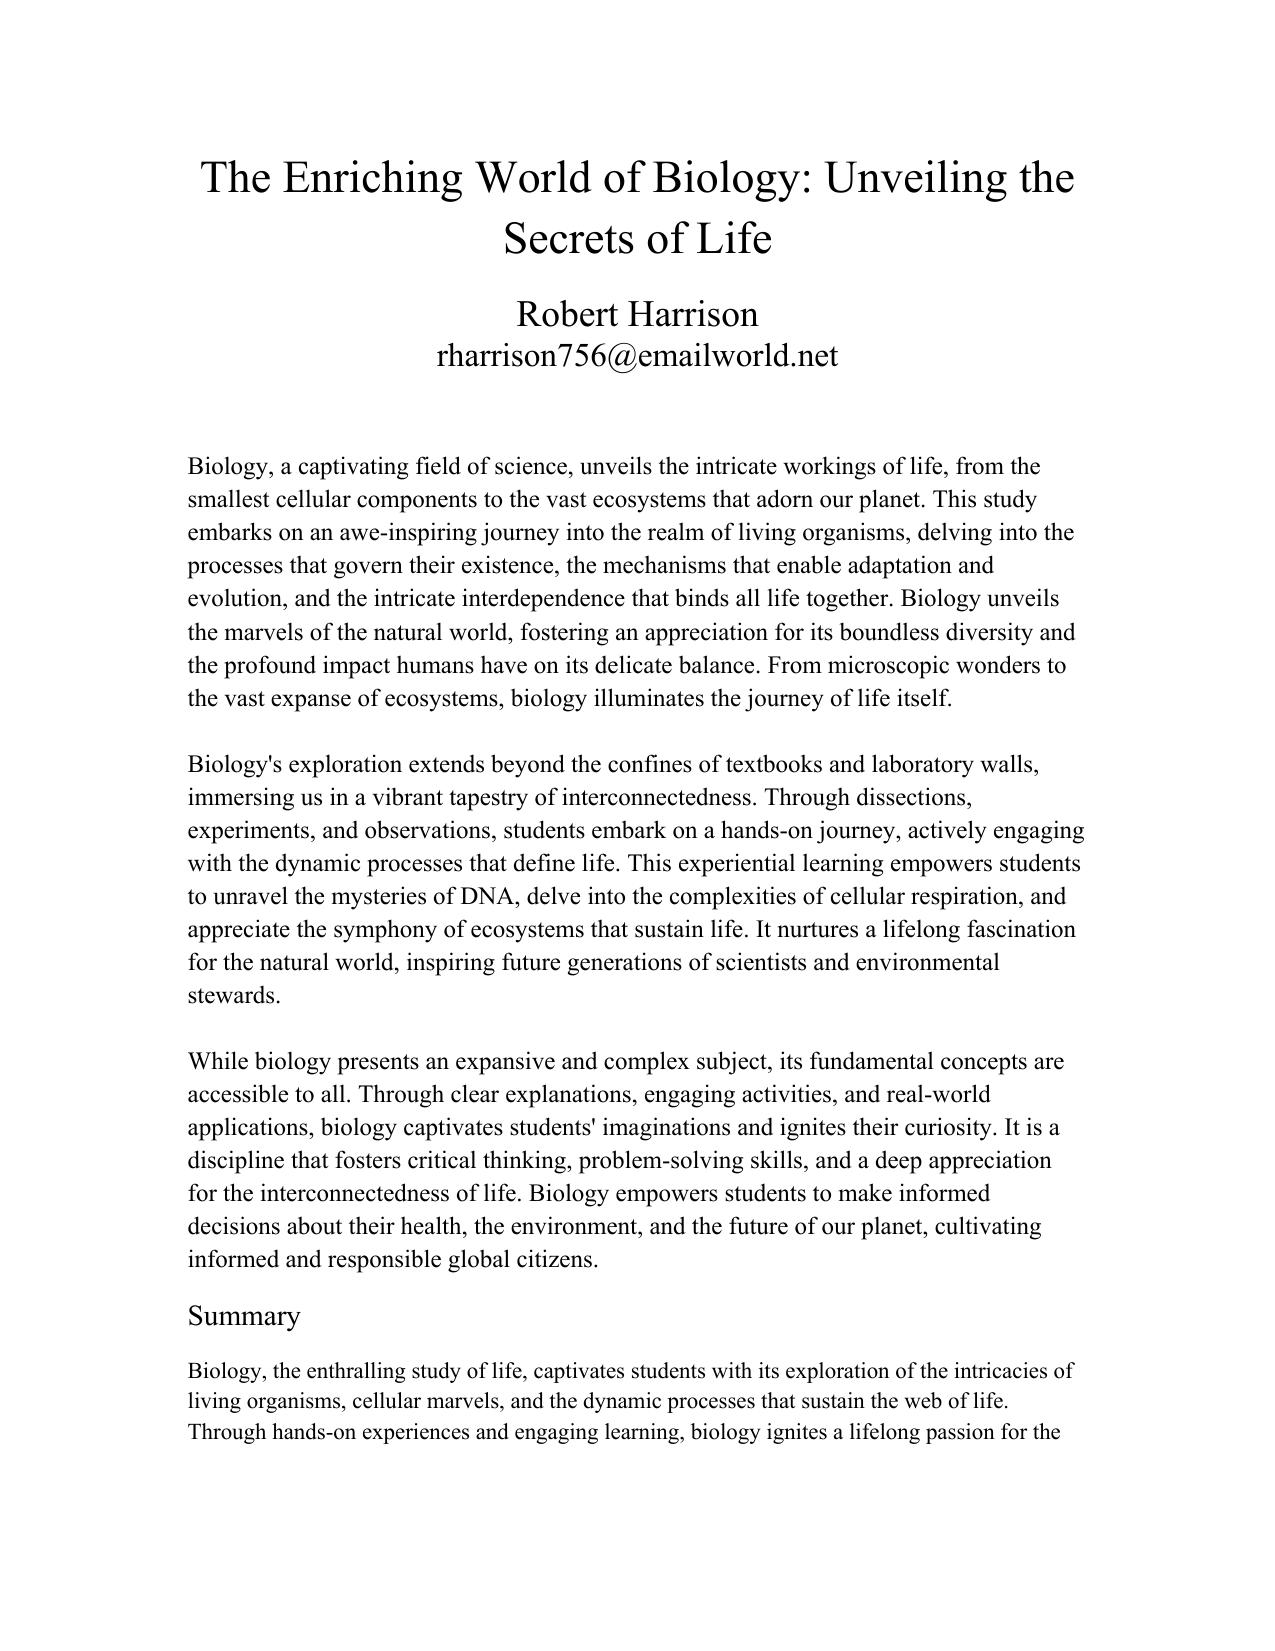 The Enriching World of Biology: Unveiling the
Secrets of Life
Robert Harrison
rharrison756@emailworld.net
Biology, a captivating field of science, unveils the intricate workings of life, from the
smallest cellular components to the vast ecosystems that adorn our planet. This study
embarks on an awe-inspiring journey into the realm of living organisms, delving into the
processes that govern their existence, the mechanisms that enable adaptation and
evolution, and the intricate interdependence that binds all life together. Biology unveils
the marvels of the natural world, fostering an appreciation for its boundless diversity and
the profound impact humans have on its delicate balance. From microscopic wonders to
the vast expanse of ecosystems, biology illuminates the journey of life itself.
Biology's exploration extends beyond the confines of textbooks and laboratory walls,
immersing us in a vibrant tapestry of interconnectedness. Through dissections,
experiments, and observations, students embark on a hands-on journey, actively engaging
with the dynamic processes that define life. This experiential learning empowers students
to unravel the mysteries of DNA, delve into the complexities of cellular respiration, and
appreciate the symphony of ecosystems that sustain life. It nurtures a lifelong fascination
for the natural world, inspiring future generations of scientists and environmental
stewards.
While biology presents an expansive and complex subject, its fundamental concepts are
accessible to all. Through clear explanations, engaging activities, and real-world
applications, biology captivates students' imaginations and ignites their curiosity. It is a
discipline that fosters critical thinking, problem-solving skills, and a deep appreciation
for the interconnectedness of life. Biology empowers students to make informed
decisions about their health, the environment, and the future of our planet, cultivating
informed and responsible global citizens.
Summary
Biology, the enthralling study of life, captivates students with its exploration of the intricacies of
living organisms, cellular marvels, and the dynamic processes that sustain the web of life.
Through hands-on experiences and engaging learning, biology ignites a lifelong passion for the